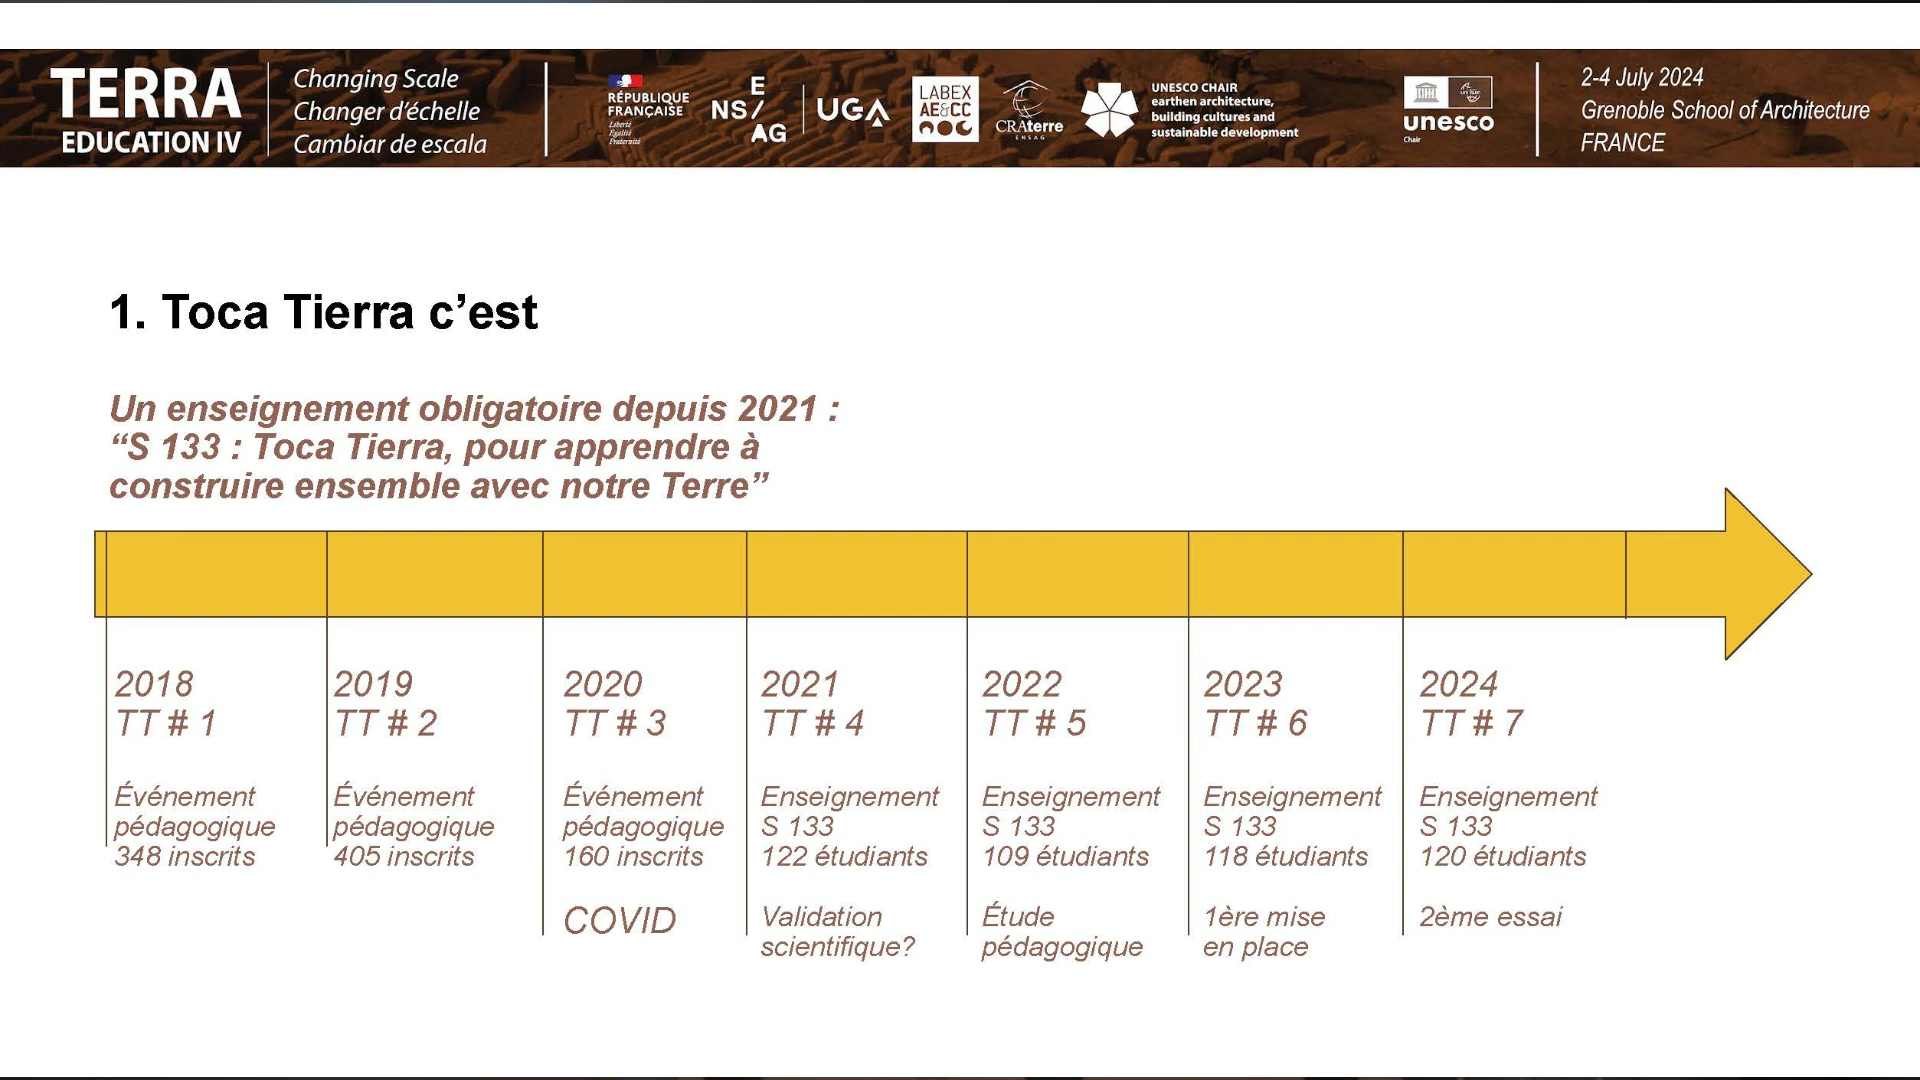 TERRA
EDUCATION IV
Changing Scale
Changer d'échelle
Cambiar de escala
RÉPUBLIQUE
FRANÇAISE
Liberté
Égalité
Fraternité
E
NS/
AG
UGA
LABEX
AE&CC
CRAterre
ENSAG
UNESCO CHAIR
earthen architecture,
building cultures and
sustainable development
unesco
Chair
2-4 July 2024
Grenoble School of Architecture
FRANCE
1. Toca Tierra c’est
Un enseignement obligatoire depuis 2021 :
“S 133 : Toca Tierra, pour apprendre à
construire ensemble avec notre Terre”
2018
TT # 1
Événement
pédagogique
348 inscrits
2019
TT # 2
Événement
pédagogique
405 inscrits
2020
TT # 3
Événement
pédagogique
160 inscrits
COVID
2021
TT # 4
Enseignement
S 133
122 étudiants
Validation
scientifique?
2022
TT # 5
Enseignement
S 133
109 étudiants
Étude
pédagogique
2023
TT # 6
Enseignement
S 133
118 étudiants
1ère mise
en place
2024
TT # 7
Enseignement
S 133
120 étudiants
2ème essai